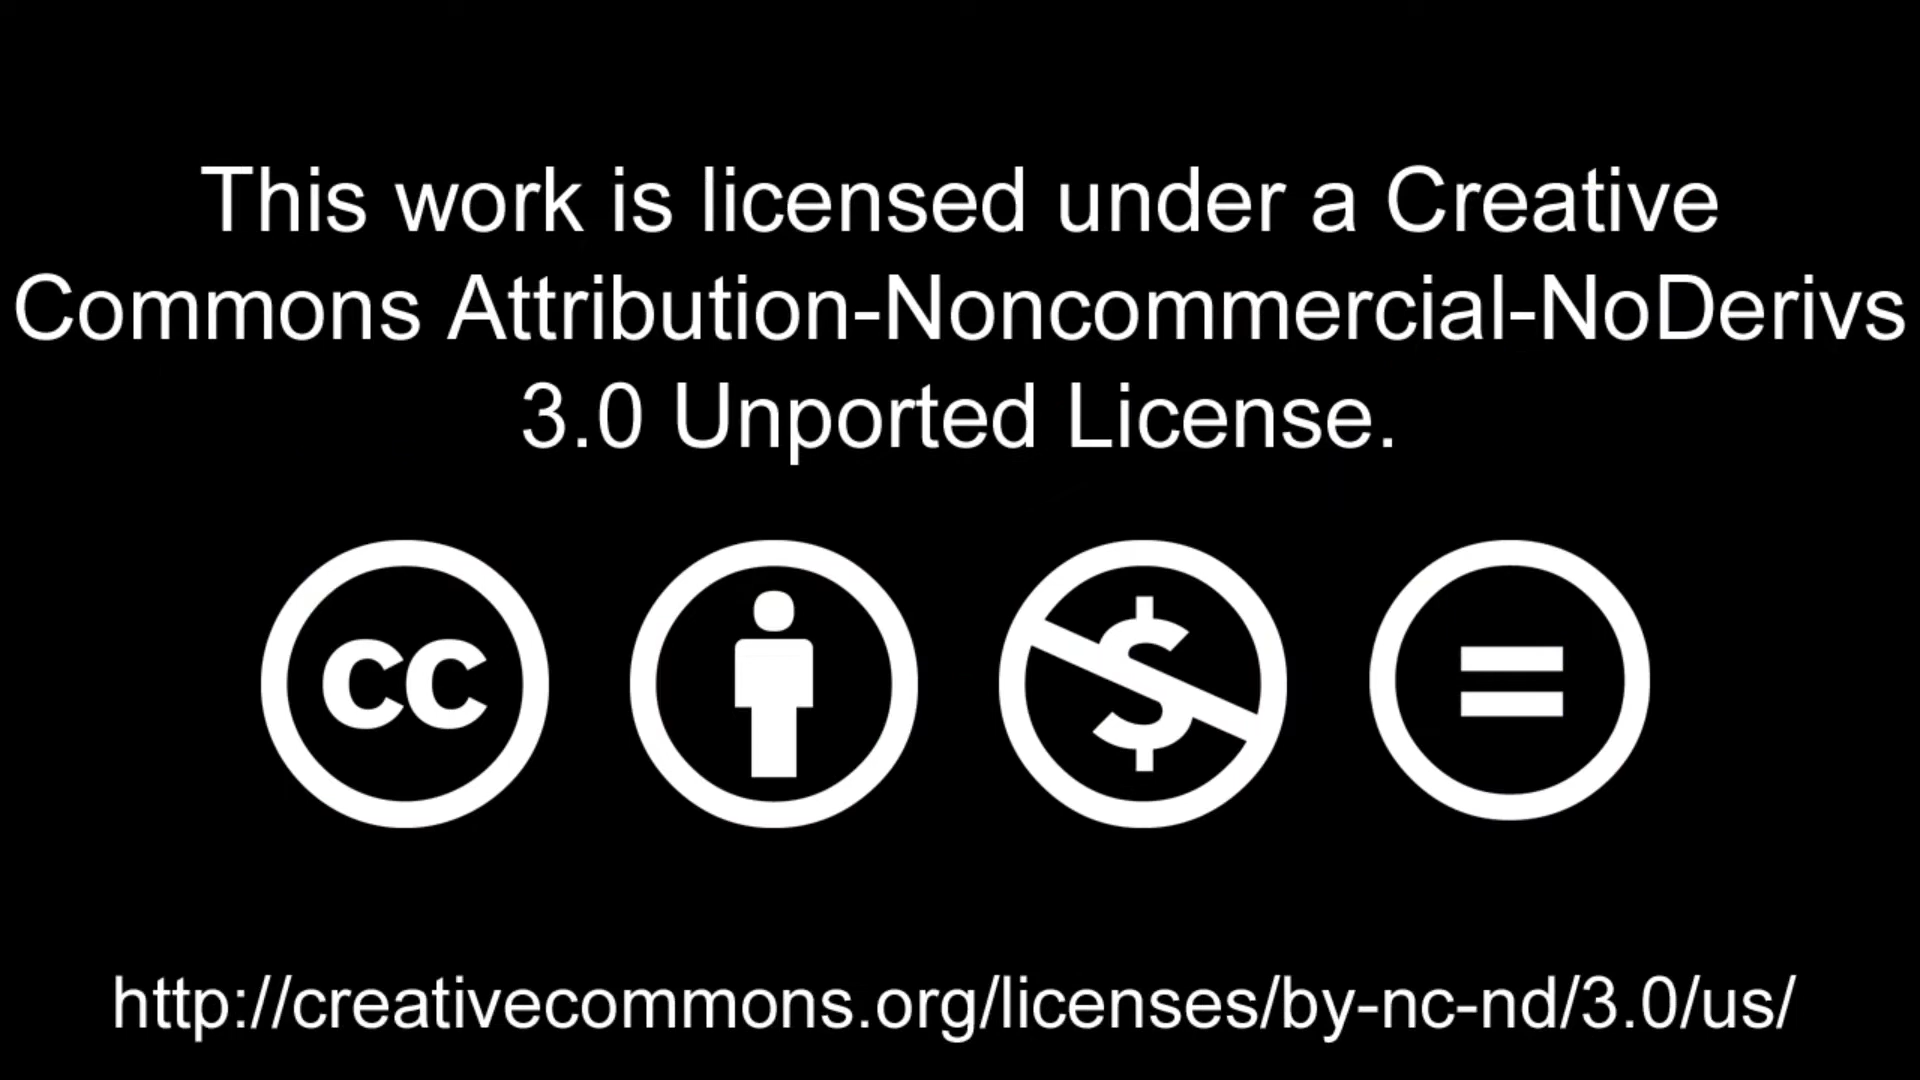 This work is licensed under a Creative
Commons Attribution-Noncommercial-NoDerivs
3.0 Unported License.
cc
$
=
http://creativecommons.org/licenses/by-nc-nd/3.0/us/